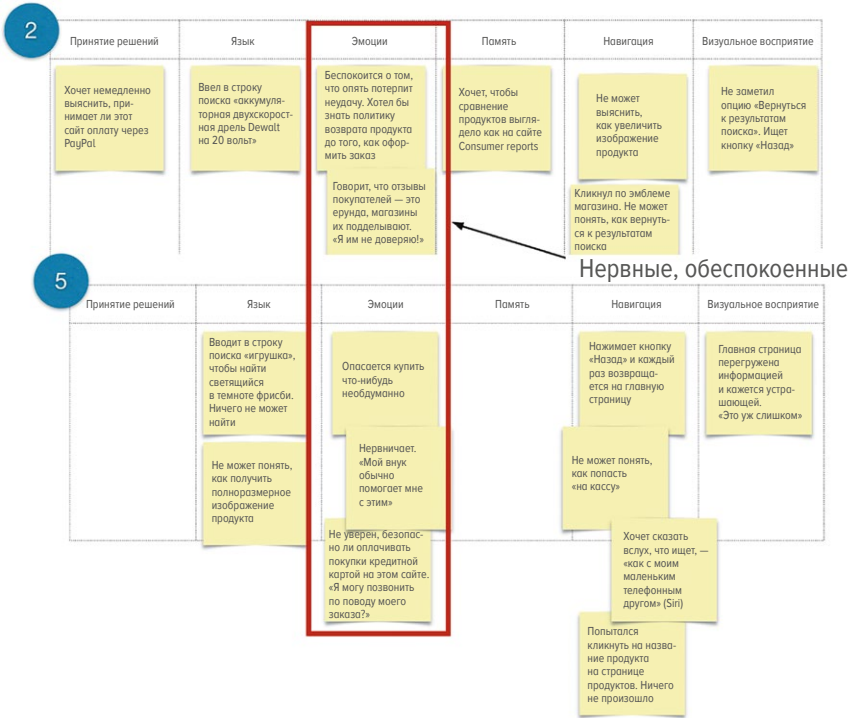 2
Принятие решений
Язык
Эмоции
Память
Навигация
Визуальное восприятие
Хочет немедленно
выяснить, при-
нимает ли этот
сайт оплату через
PayPal
Ввел в строку
поиска «аккумуля-
торная двухскорост-
ная дрель Dewalt
на 20 вольт»
Беспокоится о том,
что опять потерпит
неудачу. Хотел бы
знать политику
возврата продукта
до того, как офор-
мить заказ
Говорит, что отзывы
покупателей — это
ерунда, магазины
их подделывают.
«Я им не доверяю!»
Хочет, чтобы
сравнение
продуктов выгля-
дело как на сайте
Consumer reports
Не может
выяснить,
как увеличить
изображение
продукта
Кликнул по эмблеме
магазина. Не может
понять, как вернуть-
ся к результатам
поиска
Не заметил
опцию «Вернуться
к результатам
поиска». Ищет
кнопку «Назад»
Нервные, обеспокоенные
5
Принятие решений
Язык
Эмоции
Память
Навигация
Визуальное восприятие
Вводит в строку
поиска «игрушка»,
чтобы найти
светящийся
в темноте фрисби.
Ничего не может
найти
Не может понять,
как получить
полноразмерное
изображение
продукта
Опасается купить
что-нибудь
необдуманно
Нервничает.
«Мой внук
обычно
помогает мне
с этим»
Не уверен, безопас-
но ли оплачивать
покупки кредитной
картой на этом сайте.
«Я могу позвонить
по поводу моего
заказа?»
Нажимает кнопку
«Назад» и каждый
раз возвраща-
ется на главную
страницу
Не может понять,
как попасть
«на кассу»
Хочет сказать
вслух, что ищет, —
«как с моим
маленьким
телефонным
другом» (Siri)
Попытался
кликнуть на назва-
ние продукта
на странице
продуктов. Ничего
не произошло
Главная страница
перегружена
информацией
и кажется устра-
шающей.
«Это уж слишком»